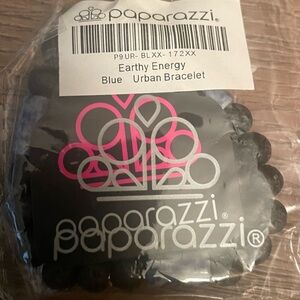 paparazzi®
P9UR-BLXX-172XX
Earthy Energy
Blue Urban Bracelet
paparazzi®
paparazzi®